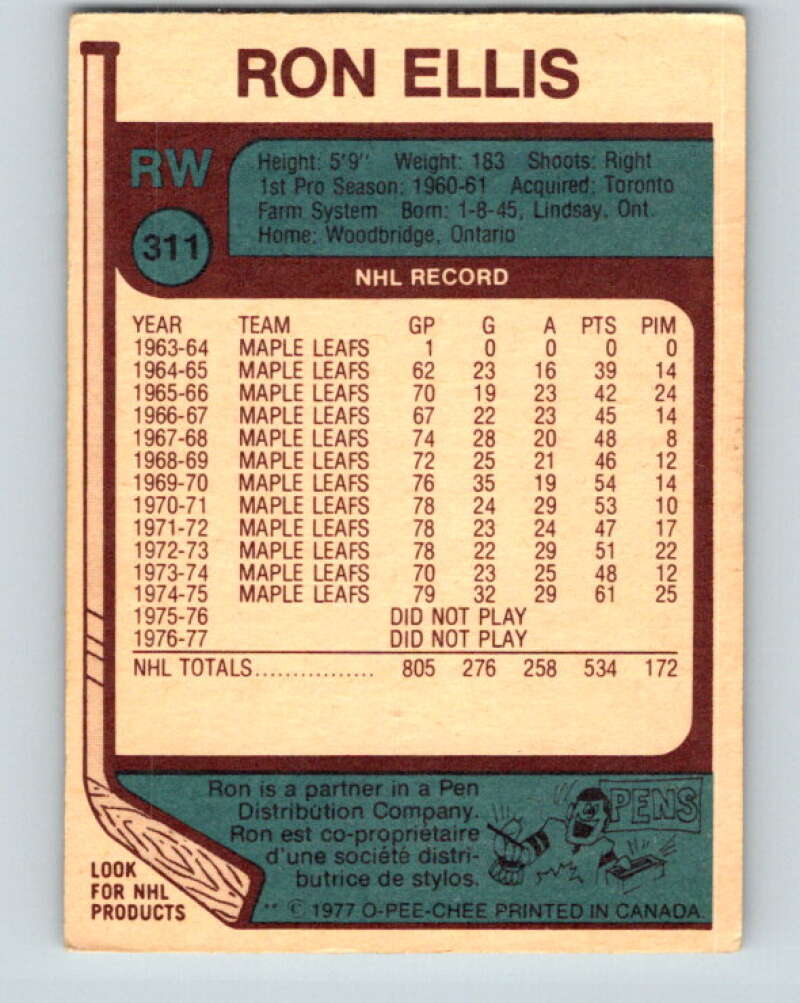 RON ELLIS
RW
311
Height: 5'9" Weight: 183 Shoots: Right
1st Pro Season: 1960-61 Acquired: Toronto
Farm System Born: 1-8-45, Lindsay, Ont.
Home: Woodbridge, Ontario
NHL RECORD
YEAR TEAM GP G A PTS PIM
1963-64 MAPLE LEAFS 1 0 0 0 0
1964-65 MAPLE LEAFS 62 23 16 39 14
1965-66 MAPLE LEAFS 70 19 23 42 24
1966-67 MAPLE LEAFS 67 22 23 45 14
1967-68 MAPLE LEAFS 74 28 20 48 8
1968-69 MAPLE LEAFS 72 25 21 46 12
1969-70 MAPLE LEAFS 76 35 19 54 14
1970-71 MAPLE LEAFS 78 24 29 53 10
1971-72 MAPLE LEAFS 78 23 24 47 17
1972-73 MAPLE LEAFS 78 22 29 51 22
1973-74 MAPLE LEAFS 70 23 25 48 12
1974-75 MAPLE LEAFS 79 32 29 61 25
1975-76 DID NOT PLAY
1976-77 DID NOT PLAY
NHL TOTALS................ 805 276 258 534 172
Ron is a partner in a Pen
Distribution Company.
Ron est co-propriétaire
d'une société distri-
butrice de stylos.
PENS
LOOK
FOR NHL
PRODUCTS
** © 1977 O-PEE-CHEE PRINTED IN CANADA